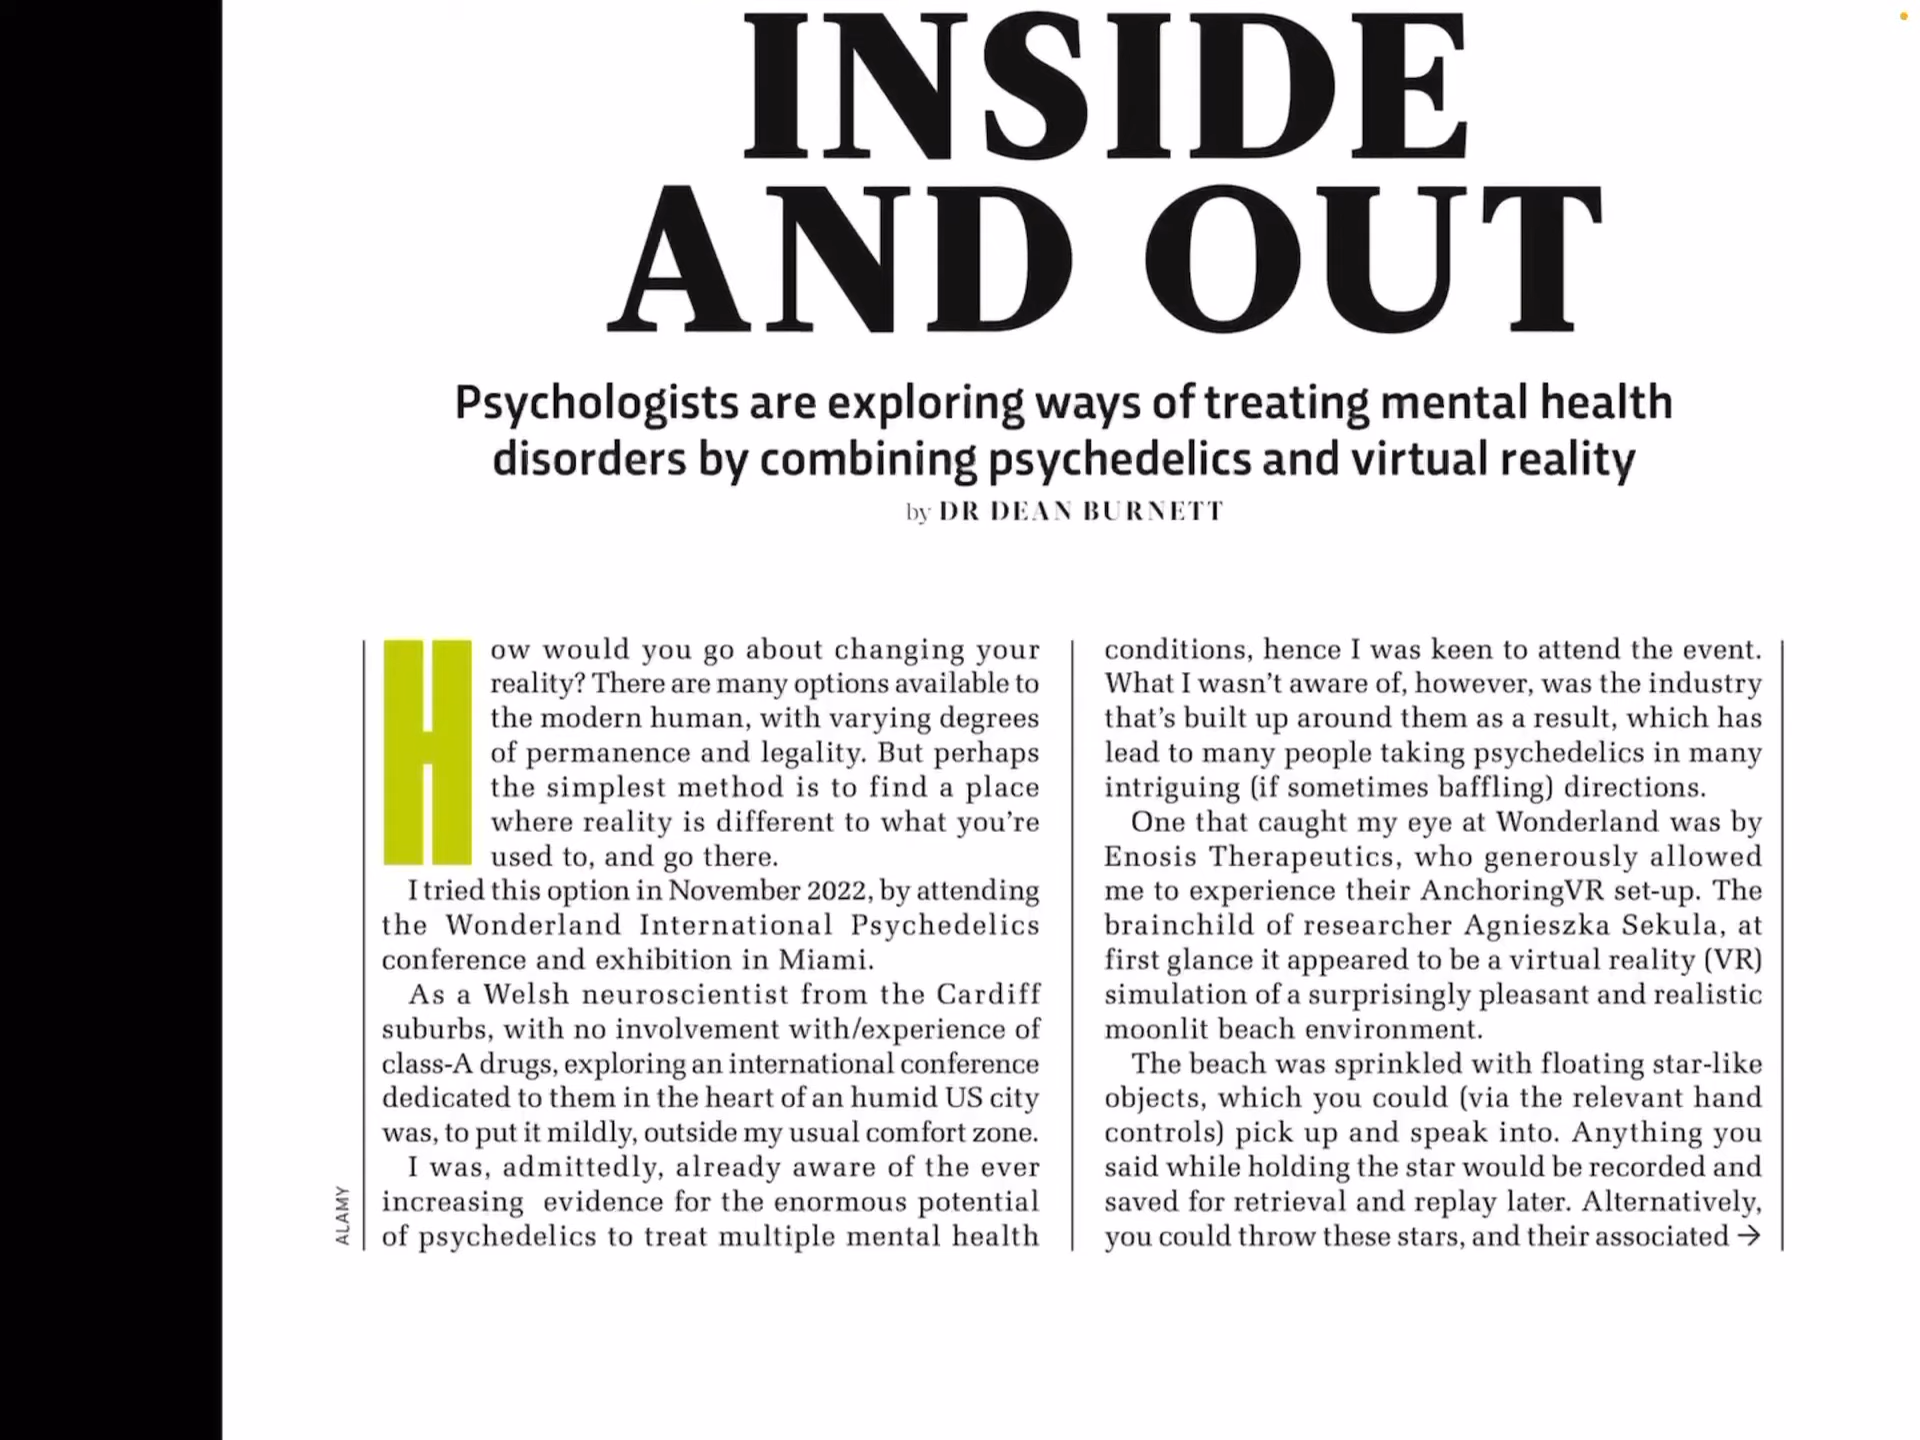 INSIDE
AND OUT
Psychologists are exploring ways of treating mental health
disorders by combining psychedelics and virtual reality
by DR DEAN BURNETT
How would you go about changing your
reality? There are many options available to
the modern human, with varying degrees
of permanence and legality. But perhaps
the simplest method is to find a place
where reality is different to what you're
used to, and go there.
I tried this option in November 2022, by attending
the Wonderland International Psychedelics
conference and exhibition in Miami.
As a Welsh neuroscientist from the Cardiff
suburbs, with no involvement with/experience of
class-A drugs, exploring an international conference
dedicated to them in the heart of an humid US city
was, to put it mildly, outside my usual comfort zone.
I was, admittedly, already aware of the ever
increasing evidence for the enormous potential
of psychedelics to treat multiple mental health
conditions, hence I was keen to attend the event.
What I wasn't aware of, however, was the industry
that's built up around them as a result, which has
lead to many people taking psychedelics in many
intriguing (if sometimes baffling) directions.
One that caught my eye at Wonderland was by
Enosis Therapeutics, who generously allowed
me to experience their AnchoringVR set-up. The
brainchild of researcher Agnieszka Sekula, at
first glance it appeared to be a virtual reality (VR)
simulation of a surprisingly pleasant and realistic
moonlit beach environment.
The beach was sprinkled with floating star-like
objects, which you could (via the relevant hand
controls) pick up and speak into. Anything you
said while holding the star would be recorded and
saved for retrieval and replay later. Alternatively,
you could throw these stars, and their associated →
ALAMY